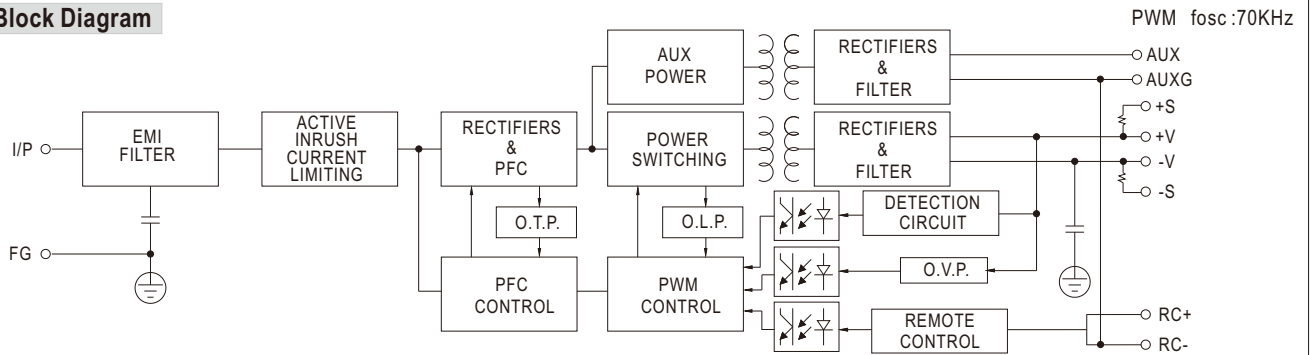 Block Diagram
PWM fosc :70KHz
I/P
FG
EMI
FILTER
ACTIVE
INRUSH
CURRENT
LIMITING
RECTIFIERS
&
PFC
O.T.P.
PFC
CONTROL
AUX
POWER
POWER
SWITCHING
O.L.P.
PWM
CONTROL
RECTIFIERS
&
FILTER
RECTIFIERS
&
FILTER
DETECTION
CIRCUIT
O.V.P.
REMOTE
CONTROL
AUX
AUXG
+S
+V
-V
-S
RC+
RC-